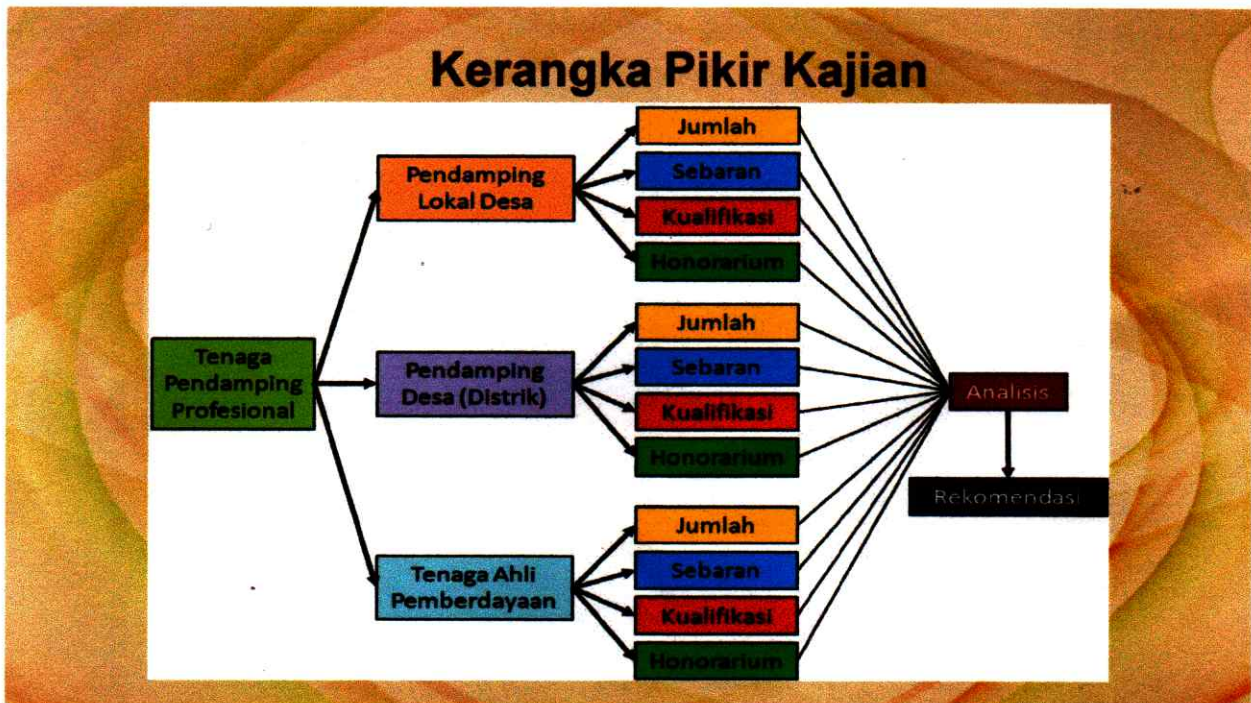 Kerangka Pikir Kajian
Tenaga
Pendamping
Profesional
Pendamping
Lokal Desa
Jumlah
Sebaran
Kualifikasi
Honorarium
Pendamping
Desa (Distrik)
Jumlah
Sebaran
Kualifikasi
Honorarium
Tenaga Ahli
Pemberdayaan
Jumlah
Sebaran
Kualifikasi
Honorarium
Analisis
Rekomendasi